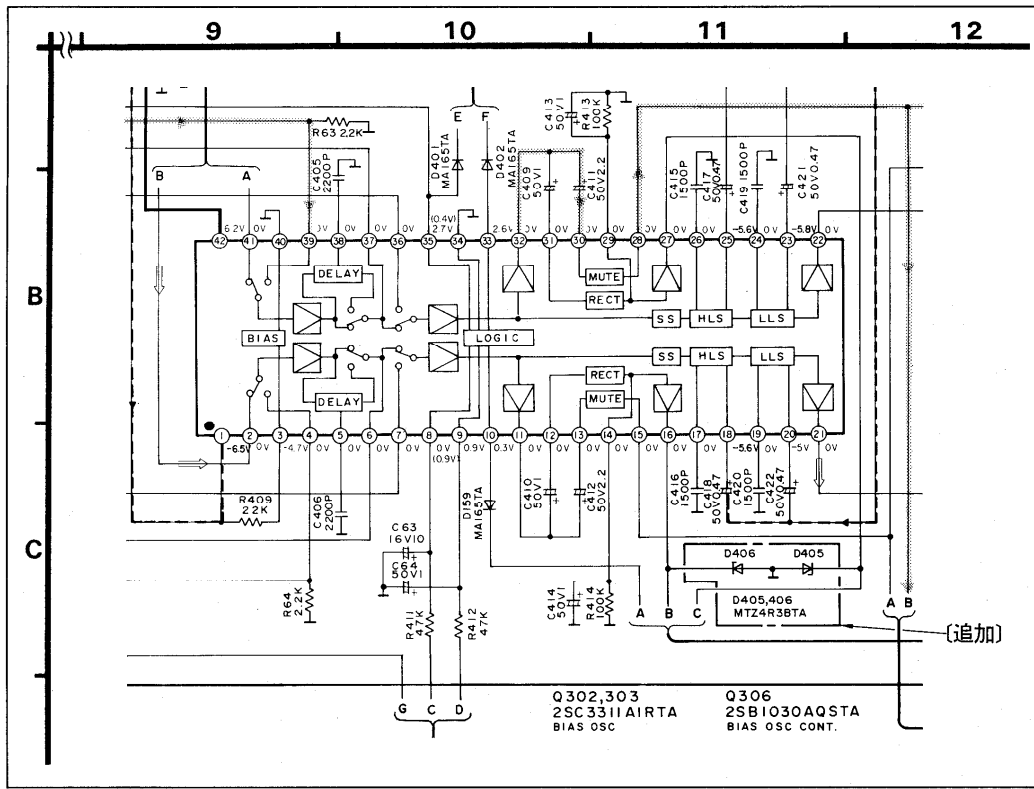 9 10 11 12
B
C
E F
B A
R63 2.2K
C405 2200P
D401 MA165TA
D402 MA165TA
C413 50V1
R413 100K
C409 50V1
C411 50V2.2
C415 1500P
C417 50V0.47
C419 1500P
C421 50V0.47
6.2V 0V 0V 0V 0V 0V (0.4V) 2.7V 0V 2.6V 0V 0V 0V 0V 0V 0V 0V -5.6V 0V -5.8V 0V
42 41 40 39 38 37 36 35 34 33 32 31 30 29 28 27 26 25 24 23 22
DELAY
MUTE
RECT
BIAS
LOGIC
SS HLS LLS
SS HLS LLS
RECT
MUTE
DELAY
1 2 3 4 5 6 7 8 9 10 11 12 13 14 15 16 17 18 19 20 21
-6.5V 0V -4.7V 0V 0V 0V 0V 0V (0.9V) 0.9V 0.3V 0V 0V 0V 0V 0V 0V 0V -5.6V 0V -5V 0V
R409 22K
C406 2200P
C63 16V10
C64 50V1
D159 MA165TA
C410 50V1
C412 50V2.2
C416 1500P
C418 50V0.47
C420 1500P
C422 50V0.47
R64 2.2K
R411 47K
R412 47K
C414 50V1
R414 100K
D406 D405
D405,406
MTZ4R3BTA
A B C
A B
〔追加〕
G C D
Q302,303
2SC3311A1RTA
BIAS OSC
Q306
2SB1030AQSTA
BIAS OSC CONT.